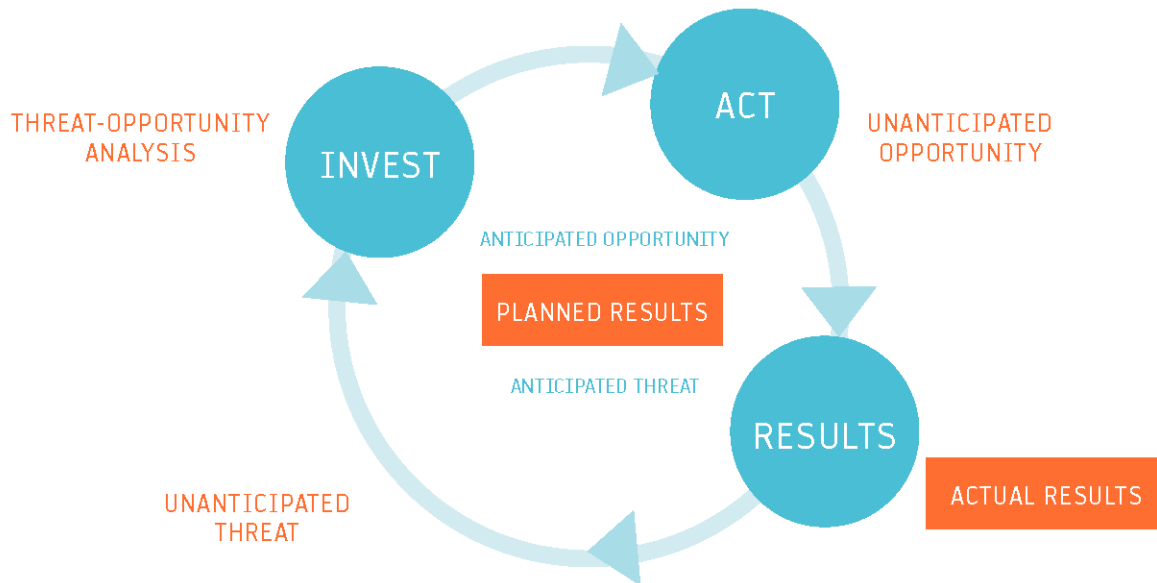 ACT
THREAT-OPPORTUNITY
ANALYSIS
INVEST
UNANTICIPATED
OPPORTUNITY
ANTICIPATED OPPORTUNITY
PLANNED RESULTS
ANTICIPATED THREAT
RESULTS
ACTUAL RESULTS
UNANTICIPATED
THREAT